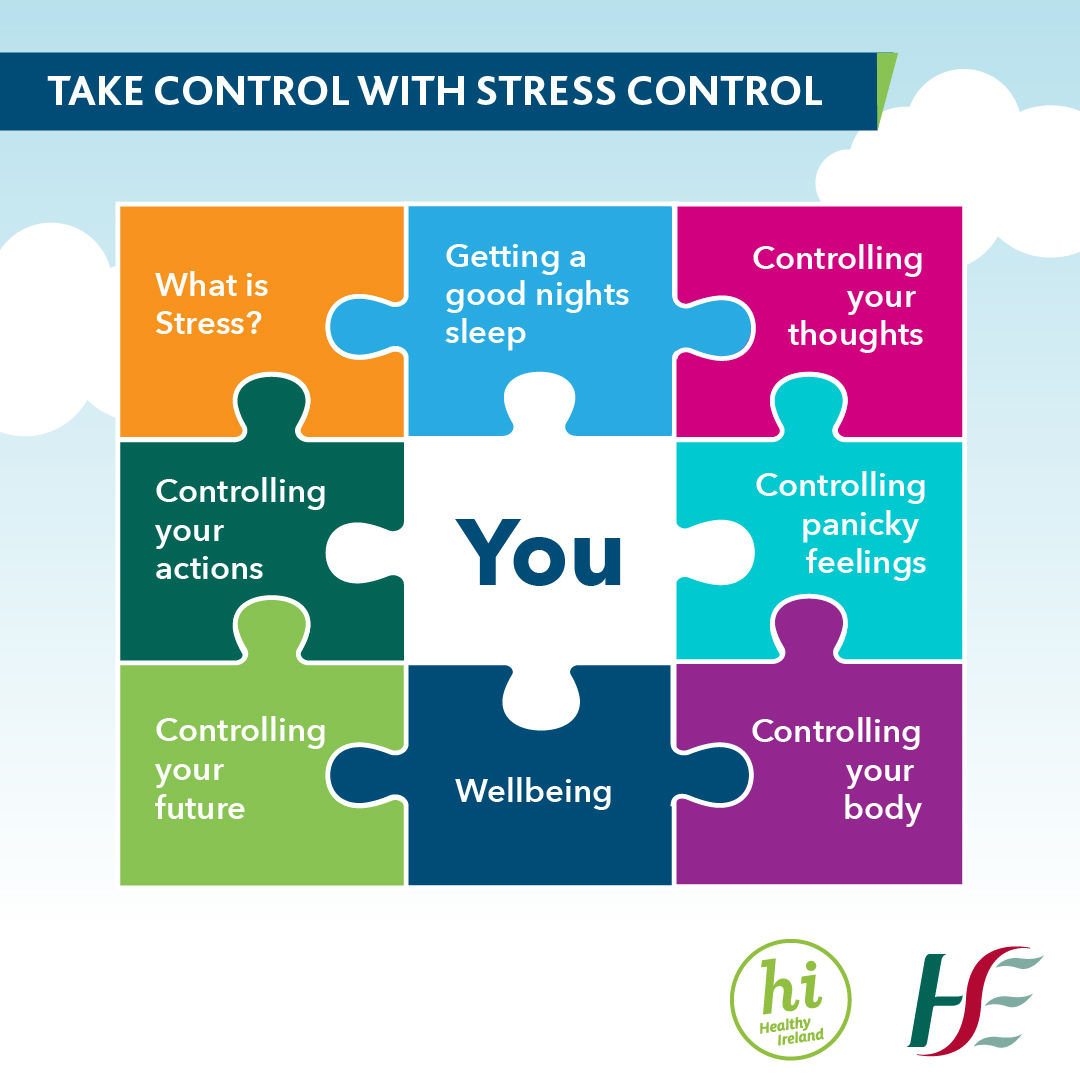 TAKE CONTROL WITH STRESS CONTROL
What is
Stress?
Getting a
good nights
sleep
Controlling
your
thoughts
Controlling
your
actions
You
Controlling
panicky
feelings
Controlling
your
future
Wellbeing
Controlling
your
body
hi
Healthy
Ireland
HSE